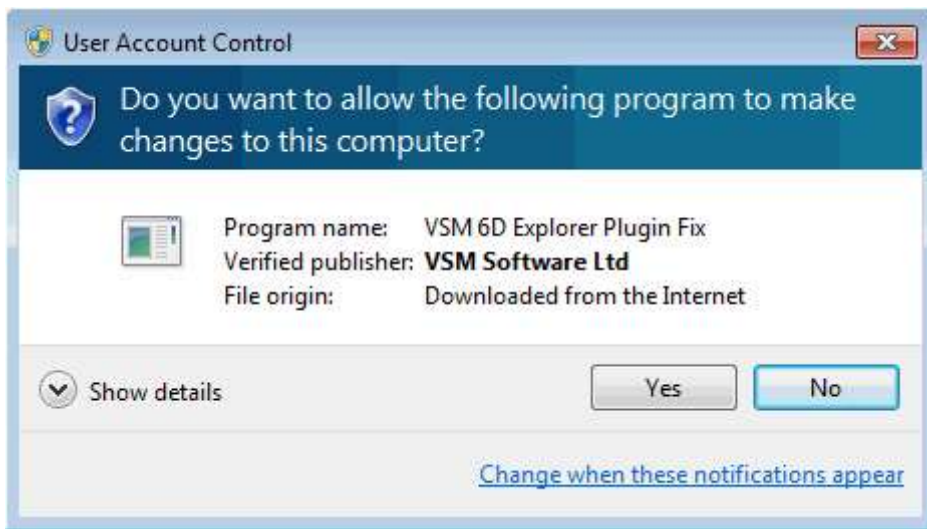 User Account Control
Do you want to allow the following program to make
changes to this computer?
Program name: VSM 6D Explorer Plugin Fix
Verified publisher: VSM Software Ltd
File origin: Downloaded from the Internet
Show details Yes No
Change when these notifications appear